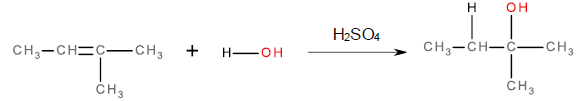 H OH
H₂SO₄
CH₃—CH=C—CH₃ + H—OH CH₃—CH—C—CH₃
CH₃ CH₃